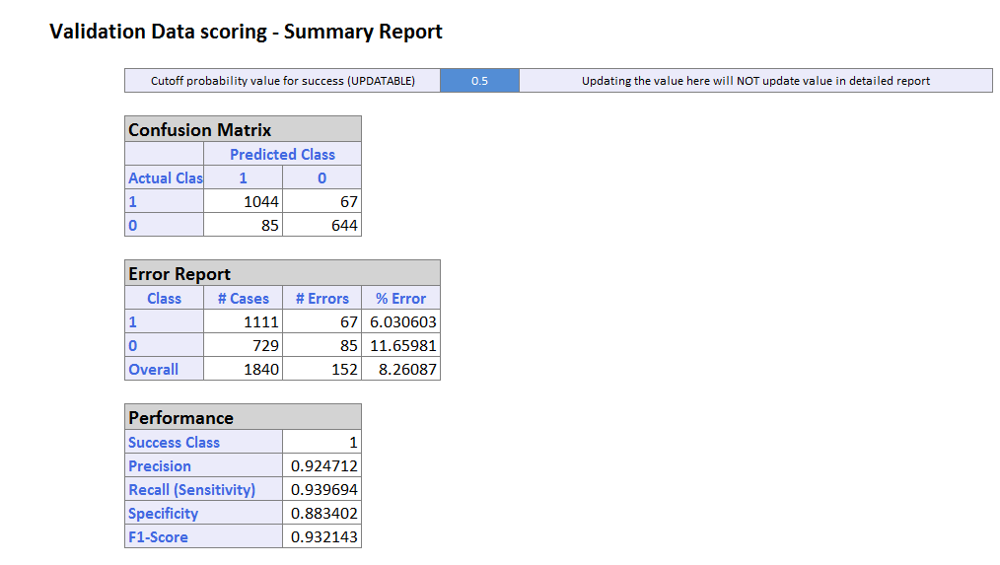 Validation Data scoring - Summary Report
Cutoff probability value for success (UPDATABLE) 0.5 Updating the value here will NOT update value in detailed report
Confusion Matrix
Predicted Class
Actual Clas 1 0
1 1044 67
0 85 644
Error Report
Class # Cases # Errors % Error
1 1111 67 6.030603
0 729 85 11.65981
Overall 1840 152 8.26087
Performance
Success Class 1
Precision 0.924712
Recall (Sensitivity) 0.939694
Specificity 0.883402
F1-Score 0.932143